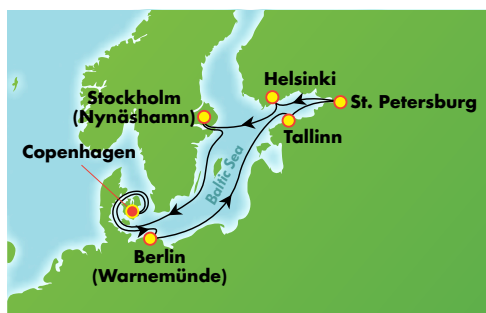 Helsinki
St. Petersburg
Stockholm
(Nynäshamn)
Tallinn
Copenhagen
Baltic Sea
Berlin
(Warnemünde)